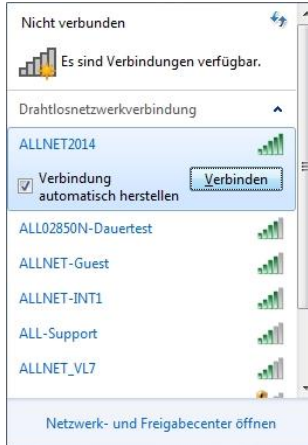 Nicht verbunden
Es sind Verbindungen verfügbar.
Drahtlosnetzwerkverbindung
ALLNET2014
Verbindung
automatisch herstellen
Verbinden
ALL02850N-Dauertest
ALLNET-Guest
ALLNET-INT1
ALL-Support
ALLNET_VL7
Netzwerk- und Freigabecenter öffnen